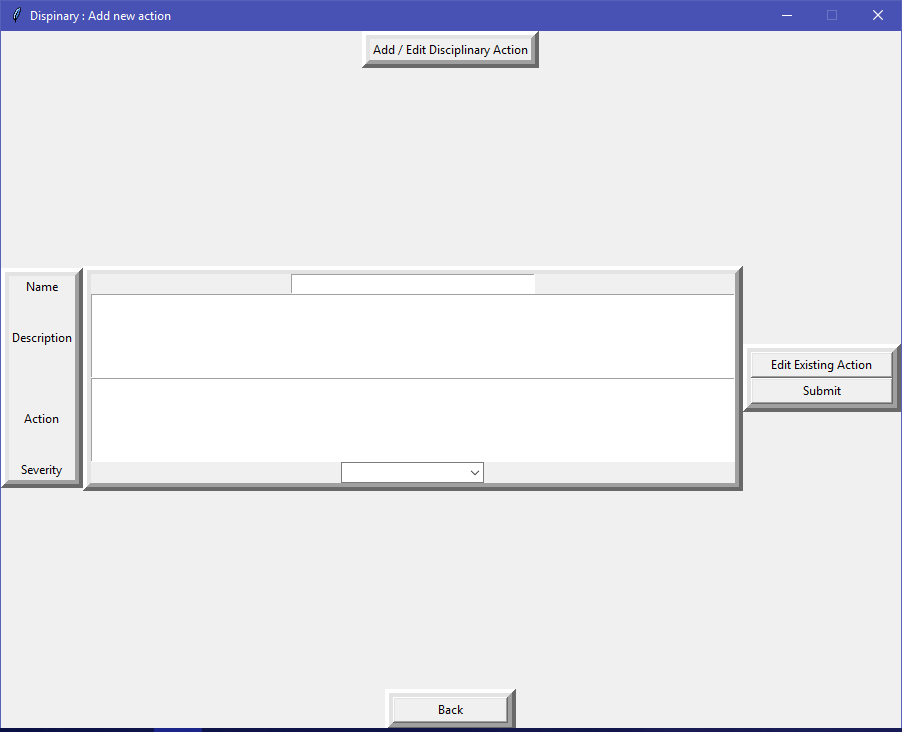 Dispinary : Add new action
Add / Edit Disciplinary Action
Name
Description
Action
Severity
Edit Existing Action
Submit
Back